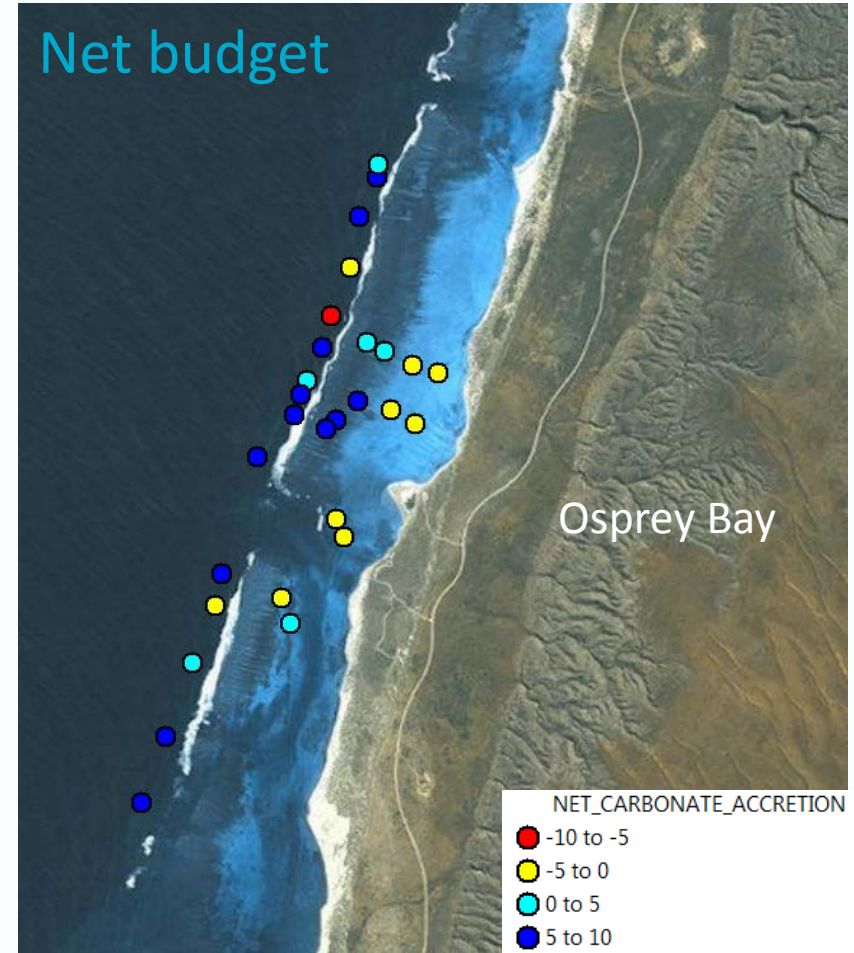 Net budget
Osprey Bay
NET_CARBONATE_ACCRETION
-10 to -5
-5 to 0
0 to 5
5 to 10